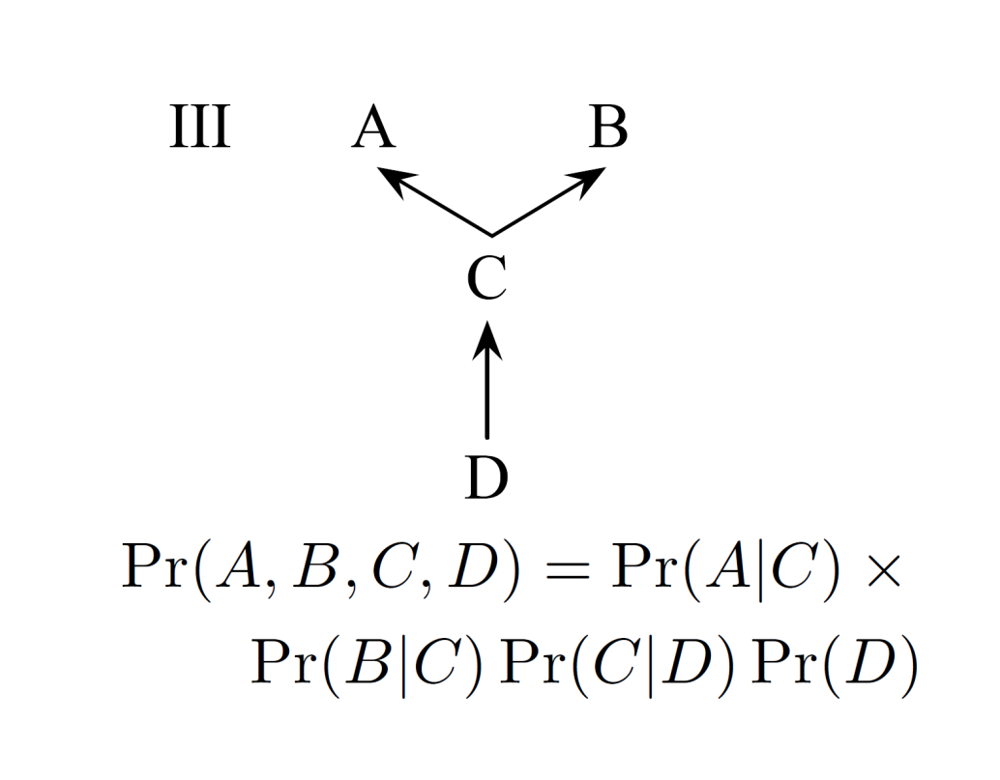 III A B
C
D
Pr(A, B, C, D) = Pr(A|C) ×
Pr(B|C) Pr(C|D) Pr(D)